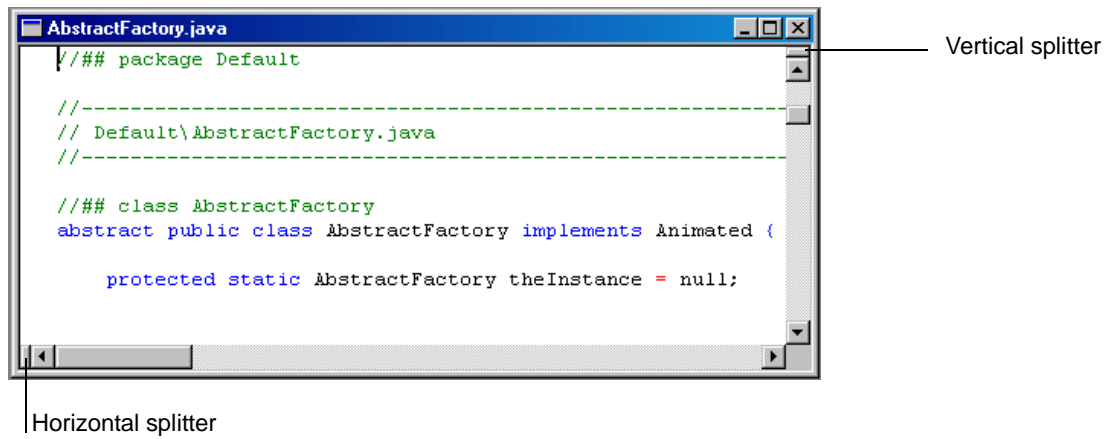 AbstractFactory.java
Vertical splitter
//## package Default
//----------------------------------------------------------
// Default\AbstractFactory.java
//----------------------------------------------------------
//## class AbstractFactory
abstract public class AbstractFactory implements Animated {
protected static AbstractFactory theInstance = null;
Horizontal splitter